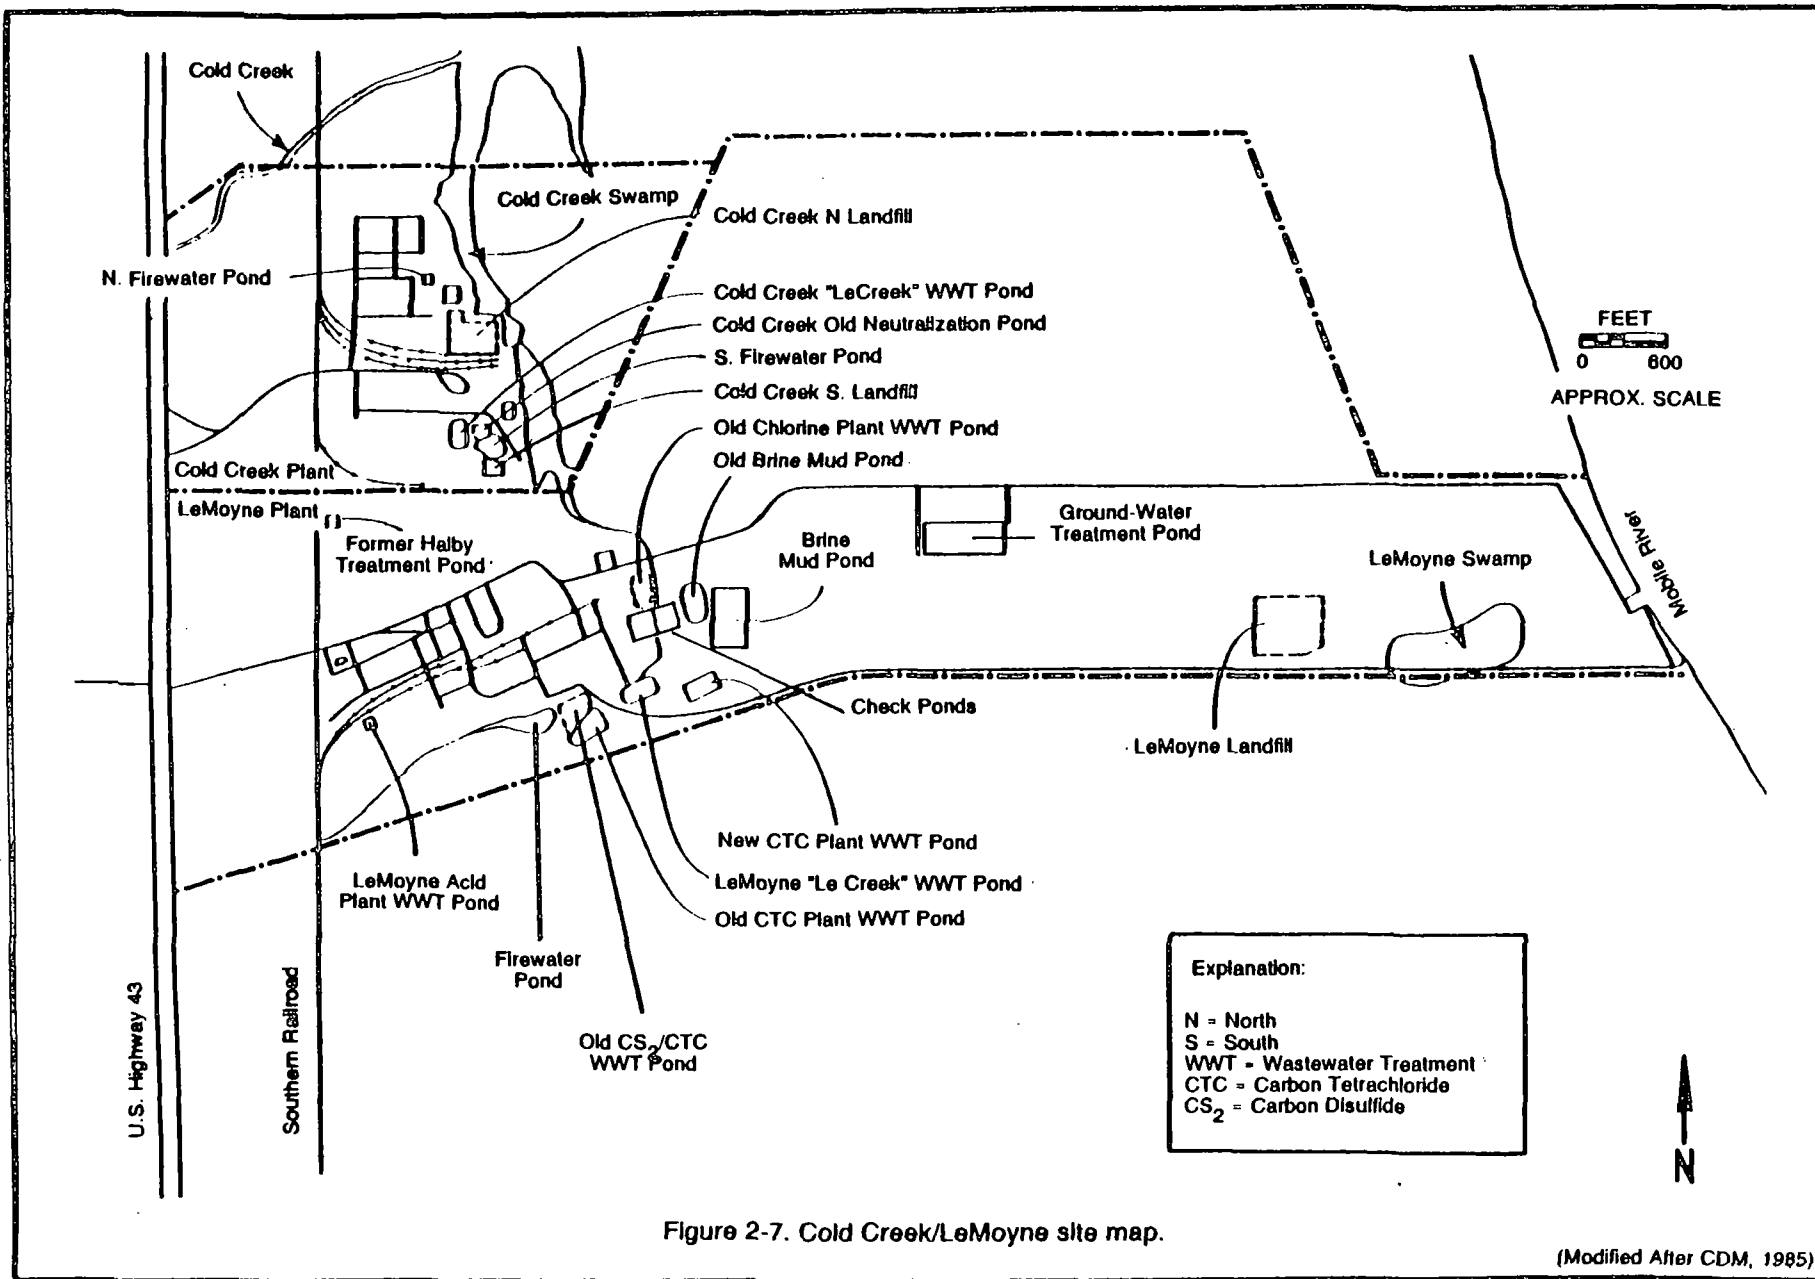 Cold Creek
Cold Creek Swamp
Cold Creek N Landfill
N. Firewater Pond
Cold Creek "LeCreek" WWT Pond
Cold Creek Old Neutralization Pond
S. Firewater Pond
Cold Creek S. Landfill
Old Chlorine Plant WWT Pond
Old Brine Mud Pond
FEET
0 600
APPROX. SCALE
Cold Creek Plant
LeMoyne Plant
Former Halby
Treatment Pond
Brine
Mud Pond
Ground-Water
Treatment Pond
LeMoyne Swamp
Mobile River
Check Ponds
LeMoyne Landfill
New CTC Plant WWT Pond
LeMoyne "Le Creek" WWT Pond
Old CTC Plant WWT Pond
LeMoyne Acid
Plant WWT Pond
Firewater
Pond
Old CS2/CTC
WWT Pond
U.S. Highway 43
Southern Railroad
Explanation:
N = North
S = South
WWT = Wastewater Treatment
CTC = Carbon Tetrachloride
CS2 = Carbon Disulfide
N
Figure 2-7. Cold Creek/LeMoyne site map.
(Modified After CDM, 1985)